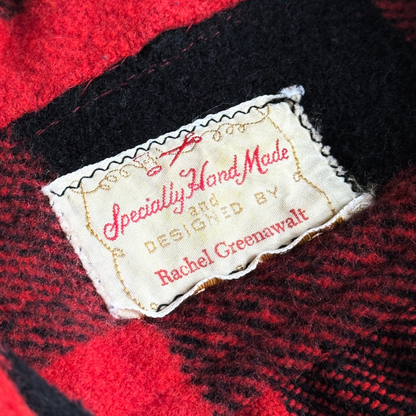 Specially Hand Made
and
DESIGNED BY
Rachel Greenawalt